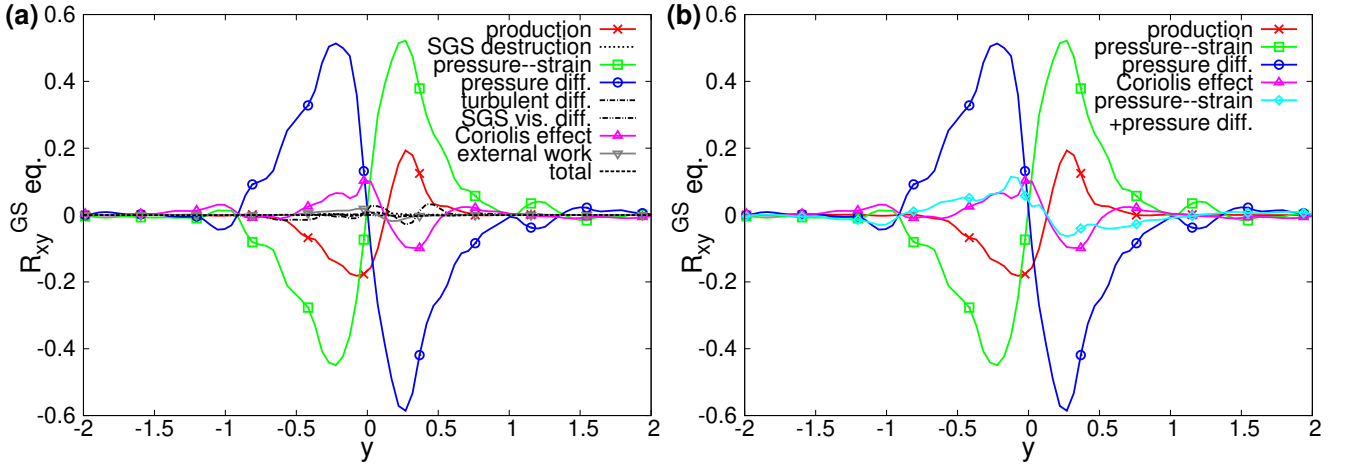 (a)
0.6
0.4
0.2
0
-0.2
-0.4
-0.6
R_xy^GS eq.
production
SGS destruction
pressure--strain
pressure diff.
turbulent diff.
SGS vis. diff.
Coriolis effect
external work
total
-2 -1.5 -1 -0.5 0 0.5 1 1.5 2
y
(b)
0.6
0.4
0.2
0
-0.2
-0.4
-0.6
R_xy^GS eq.
production
pressure--strain
pressure diff.
Coriolis effect
pressure--strain
+pressure diff.
-2 -1.5 -1 -0.5 0 0.5 1 1.5 2
y